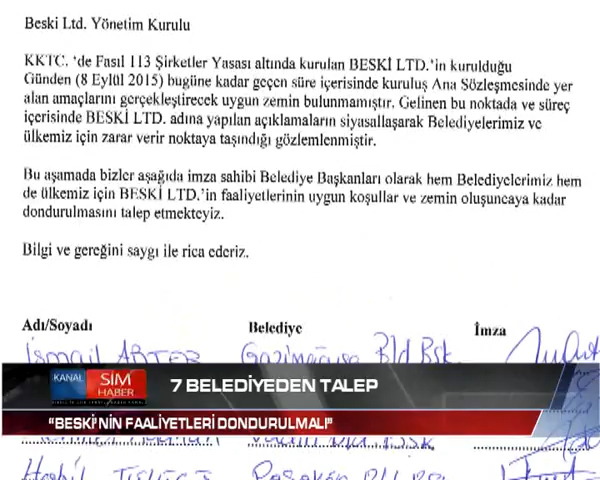 Beski Ltd. Yönetim Kurulu
KKTC. 'de Fasıl 113 Şirketler Yasası altında kurulan BESKİ LTD.'in kurulduğu
Günden (8 Eylül 2015) bugüne kadar geçen süre içerisinde kuruluş Ana Sözleşmesinde yer
alan amaçlarını gerçekleştirecek uygun zemin bulunmamıştır. Gelinen bu noktada ve süreç
içerisinde BESKİ LTD. adına yapılan açıklamaların siyasallaşarak Belediyelerimiz ve
ülkemiz için zarar verir noktaya taşındığı gözlemlenmiştir.
Bu aşamada bizler aşağıda imza sahibi Belediye Başkanları olarak hem Belediyelerimiz hem
de ülkemiz için BESKİ LTD.'in faaliyetlerinin uygun koşullar ve zemin oluşuncaya kadar
dondurulmasını talep etmekteyiz.
Bilgi ve gereğini saygı ile rica ederiz.
Adı/Soyadı Belediye İmza
İsmail ARTER Gazimağusa Bld Bşk.
KANAL SİM HABER
7 BELEDİYEDEN TALEP
"BESKİ'NİN FAALİYETLERİ DONDURULMALI"